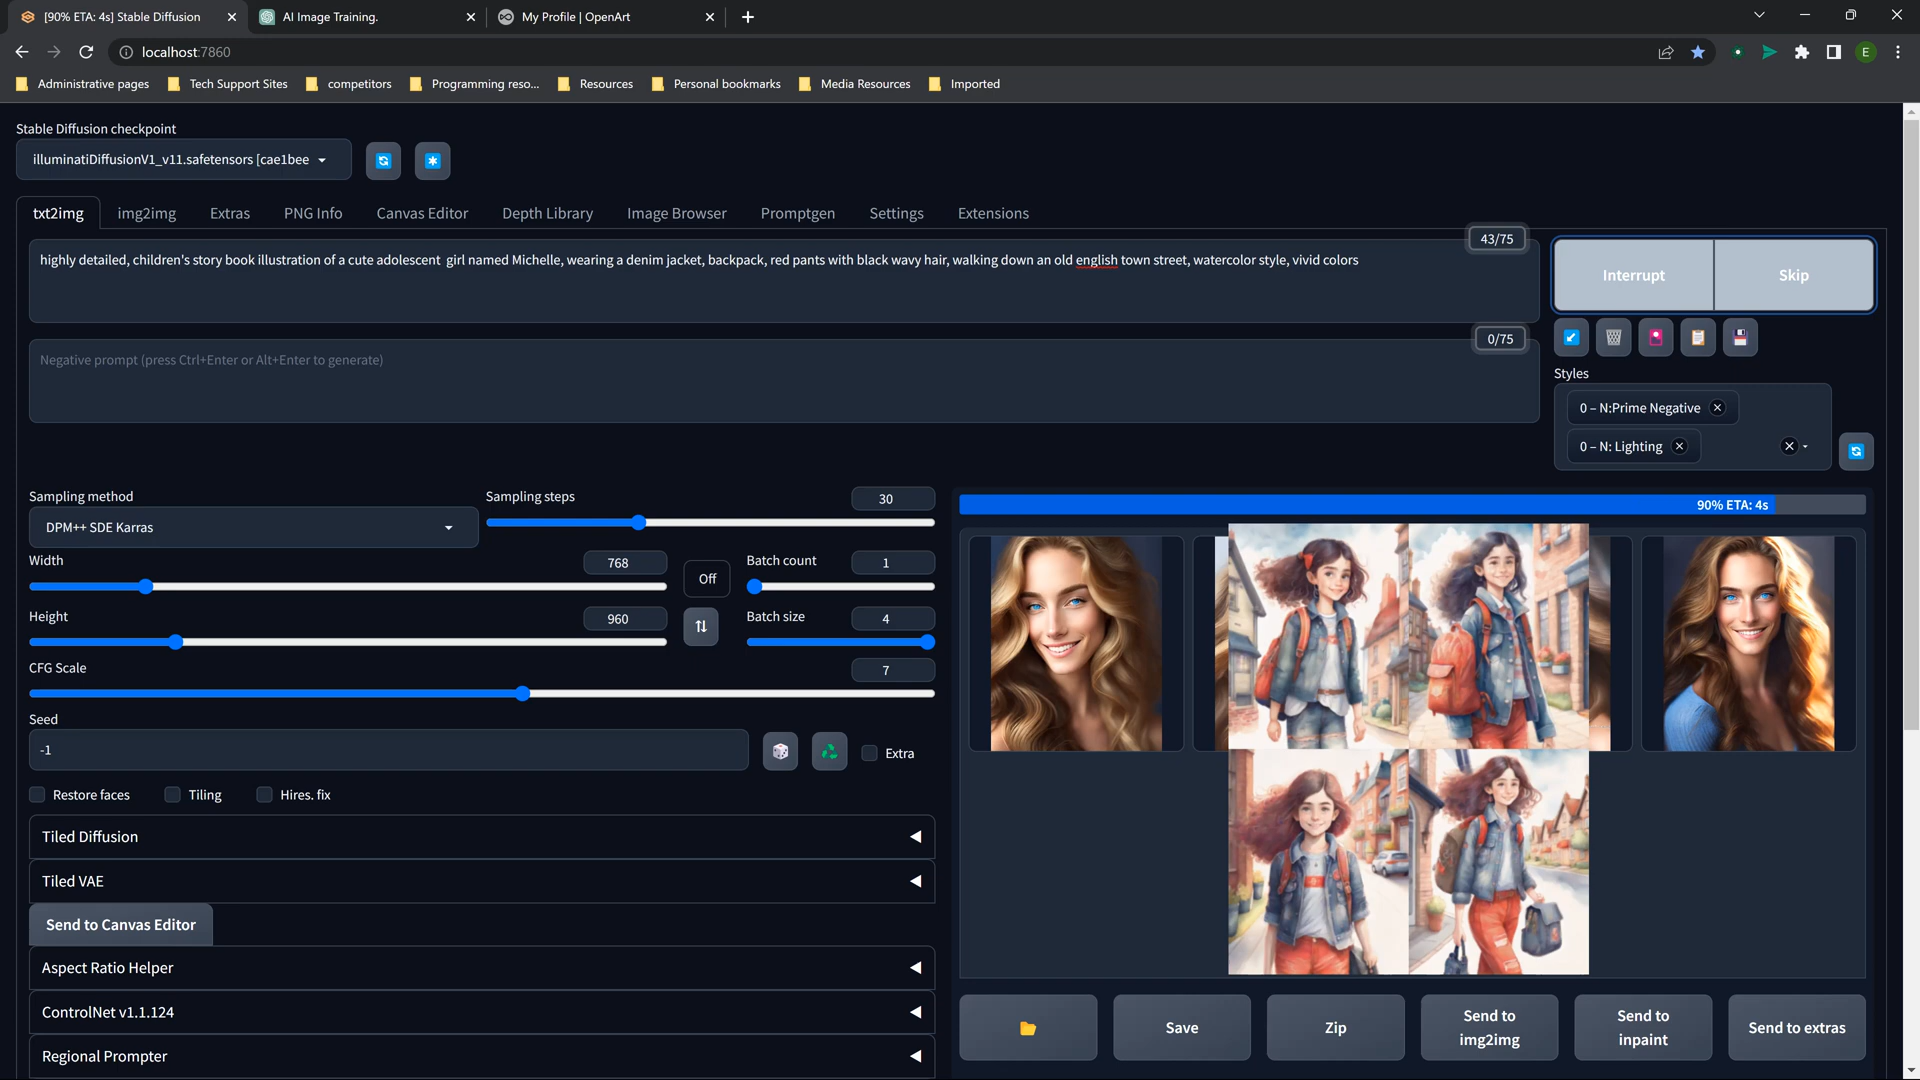 [90% ETA: 4s] Stable Diffusion
AI Image Training.
My Profile | OpenArt
localhost:7860
E
Administrative pages
Tech Support Sites
competitors
Programming reso...
Resources
Personal bookmarks
Media Resources
Imported
Stable Diffusion checkpoint
illuminatiDiffusionV1_v11.safetensors [cae1bee
txt2img
img2img
Extras
PNG Info
Canvas Editor
Depth Library
Image Browser
Promptgen
Settings
Extensions
43/75
highly detailed, children's story book illustration of a cute adolescent  girl named Michelle, wearing a denim jacket, backpack, red pants with black wavy hair, walking down an old english town street, watercolor style, vivid colors
Interrupt
Skip
0/75
Negative prompt (press Ctrl+Enter or Alt+Enter to generate)
Styles
0 – N:Prime Negative
0 – N: Lighting
Sampling method
DPM++ SDE Karras
Sampling steps
30
90% ETA: 4s
Width
768
Off
Batch count
1
Height
960
Batch size
4
CFG Scale
7
Seed
-1
Extra
Restore faces
Tiling
Hires. fix
Tiled Diffusion
Tiled VAE
Send to Canvas Editor
Aspect Ratio Helper
ControlNet v1.1.124
Regional Prompter
Save
Zip
Send to
img2img
Send to
inpaint
Send to extras